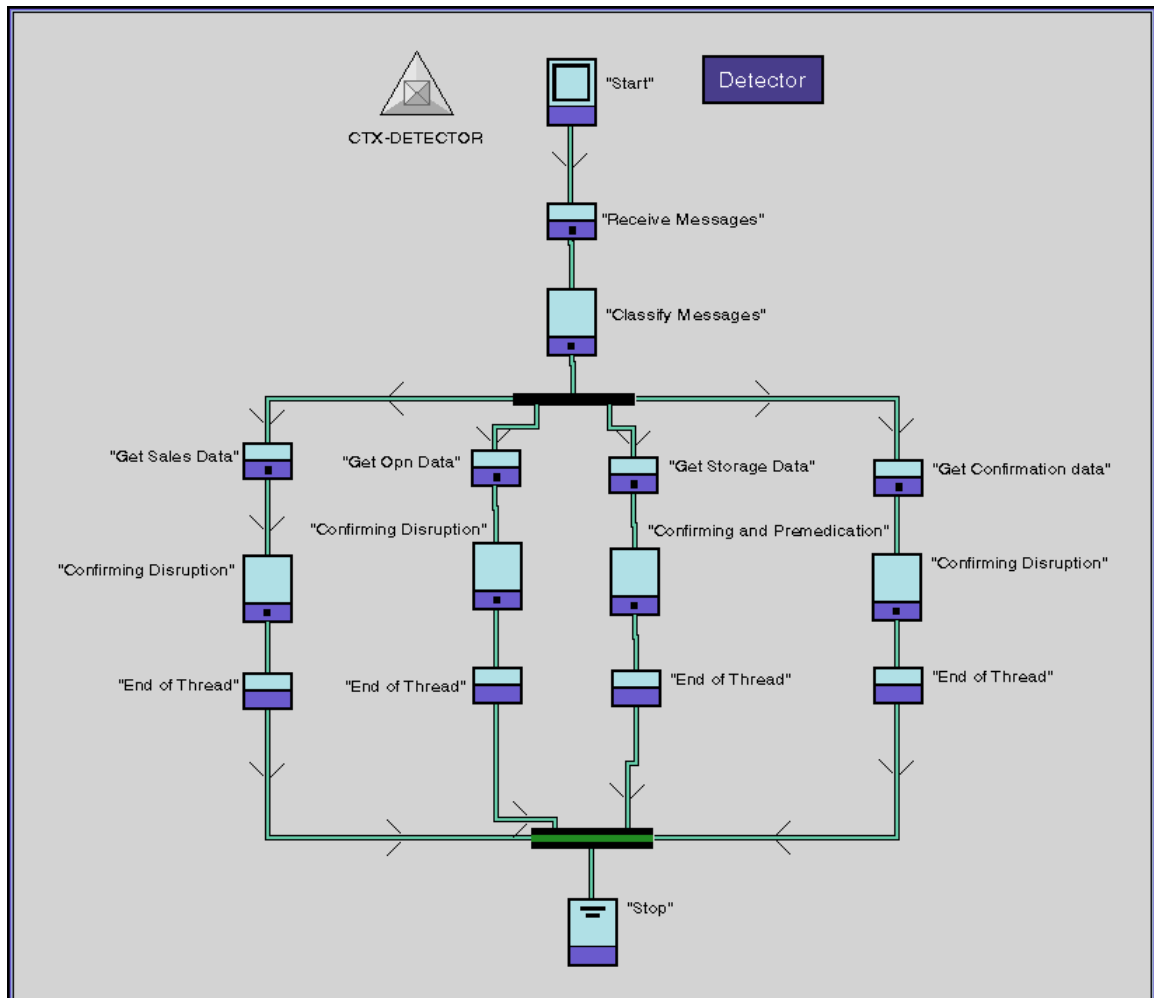 "Start"
Detector
CTX-DETECTOR
"Receive Messages"
"Classify Messages"
"Get Sales Data"
"Get Opn Data"
"Get Storage Data"
"Get Confirmation data"
"Confirming Disruption"
"Confirming and Premedication"
"Confirming Disruption"
"Confirming Disruption"
"End of Thread"
"End of Thread"
"End of Thread"
"End of Thread"
"Stop"